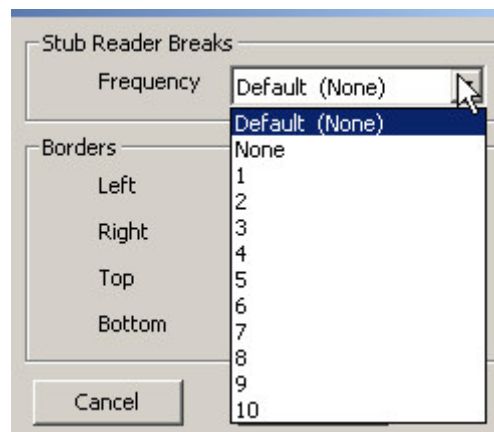 Stub Reader Breaks
Frequency
Default (None)
Default (None)
None
1
2
3
4
5
6
7
8
9
10
Borders
Left
Right
Top
Bottom
Cancel